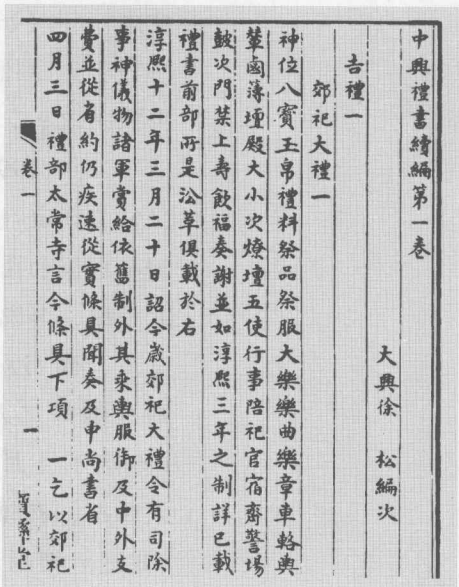 中興禮書續編第一卷
大興徐　松編次
吉禮一
郊祀大禮一
神位八寶玉帛禮料祭品祭服大樂樂曲樂章車輅輿
輦鹵薄壇殿大小次燎壇五使行事陪祀官宿齋警場
鼓次門禁上壽飲福奏謝並如淳熙三年之制詳已載
禮書前部所是沿革俱載於右
淳熙十二年三月二十日詔今歲郊祀大禮令有司除
事神儀物諸軍賞給依舊制外其乘輿服御及中外支
費並從省約仍疾速從實條具聞奏及申尚書省
四月三日禮部太常寺言今條具下項　一乞以郊祀
卷一
一